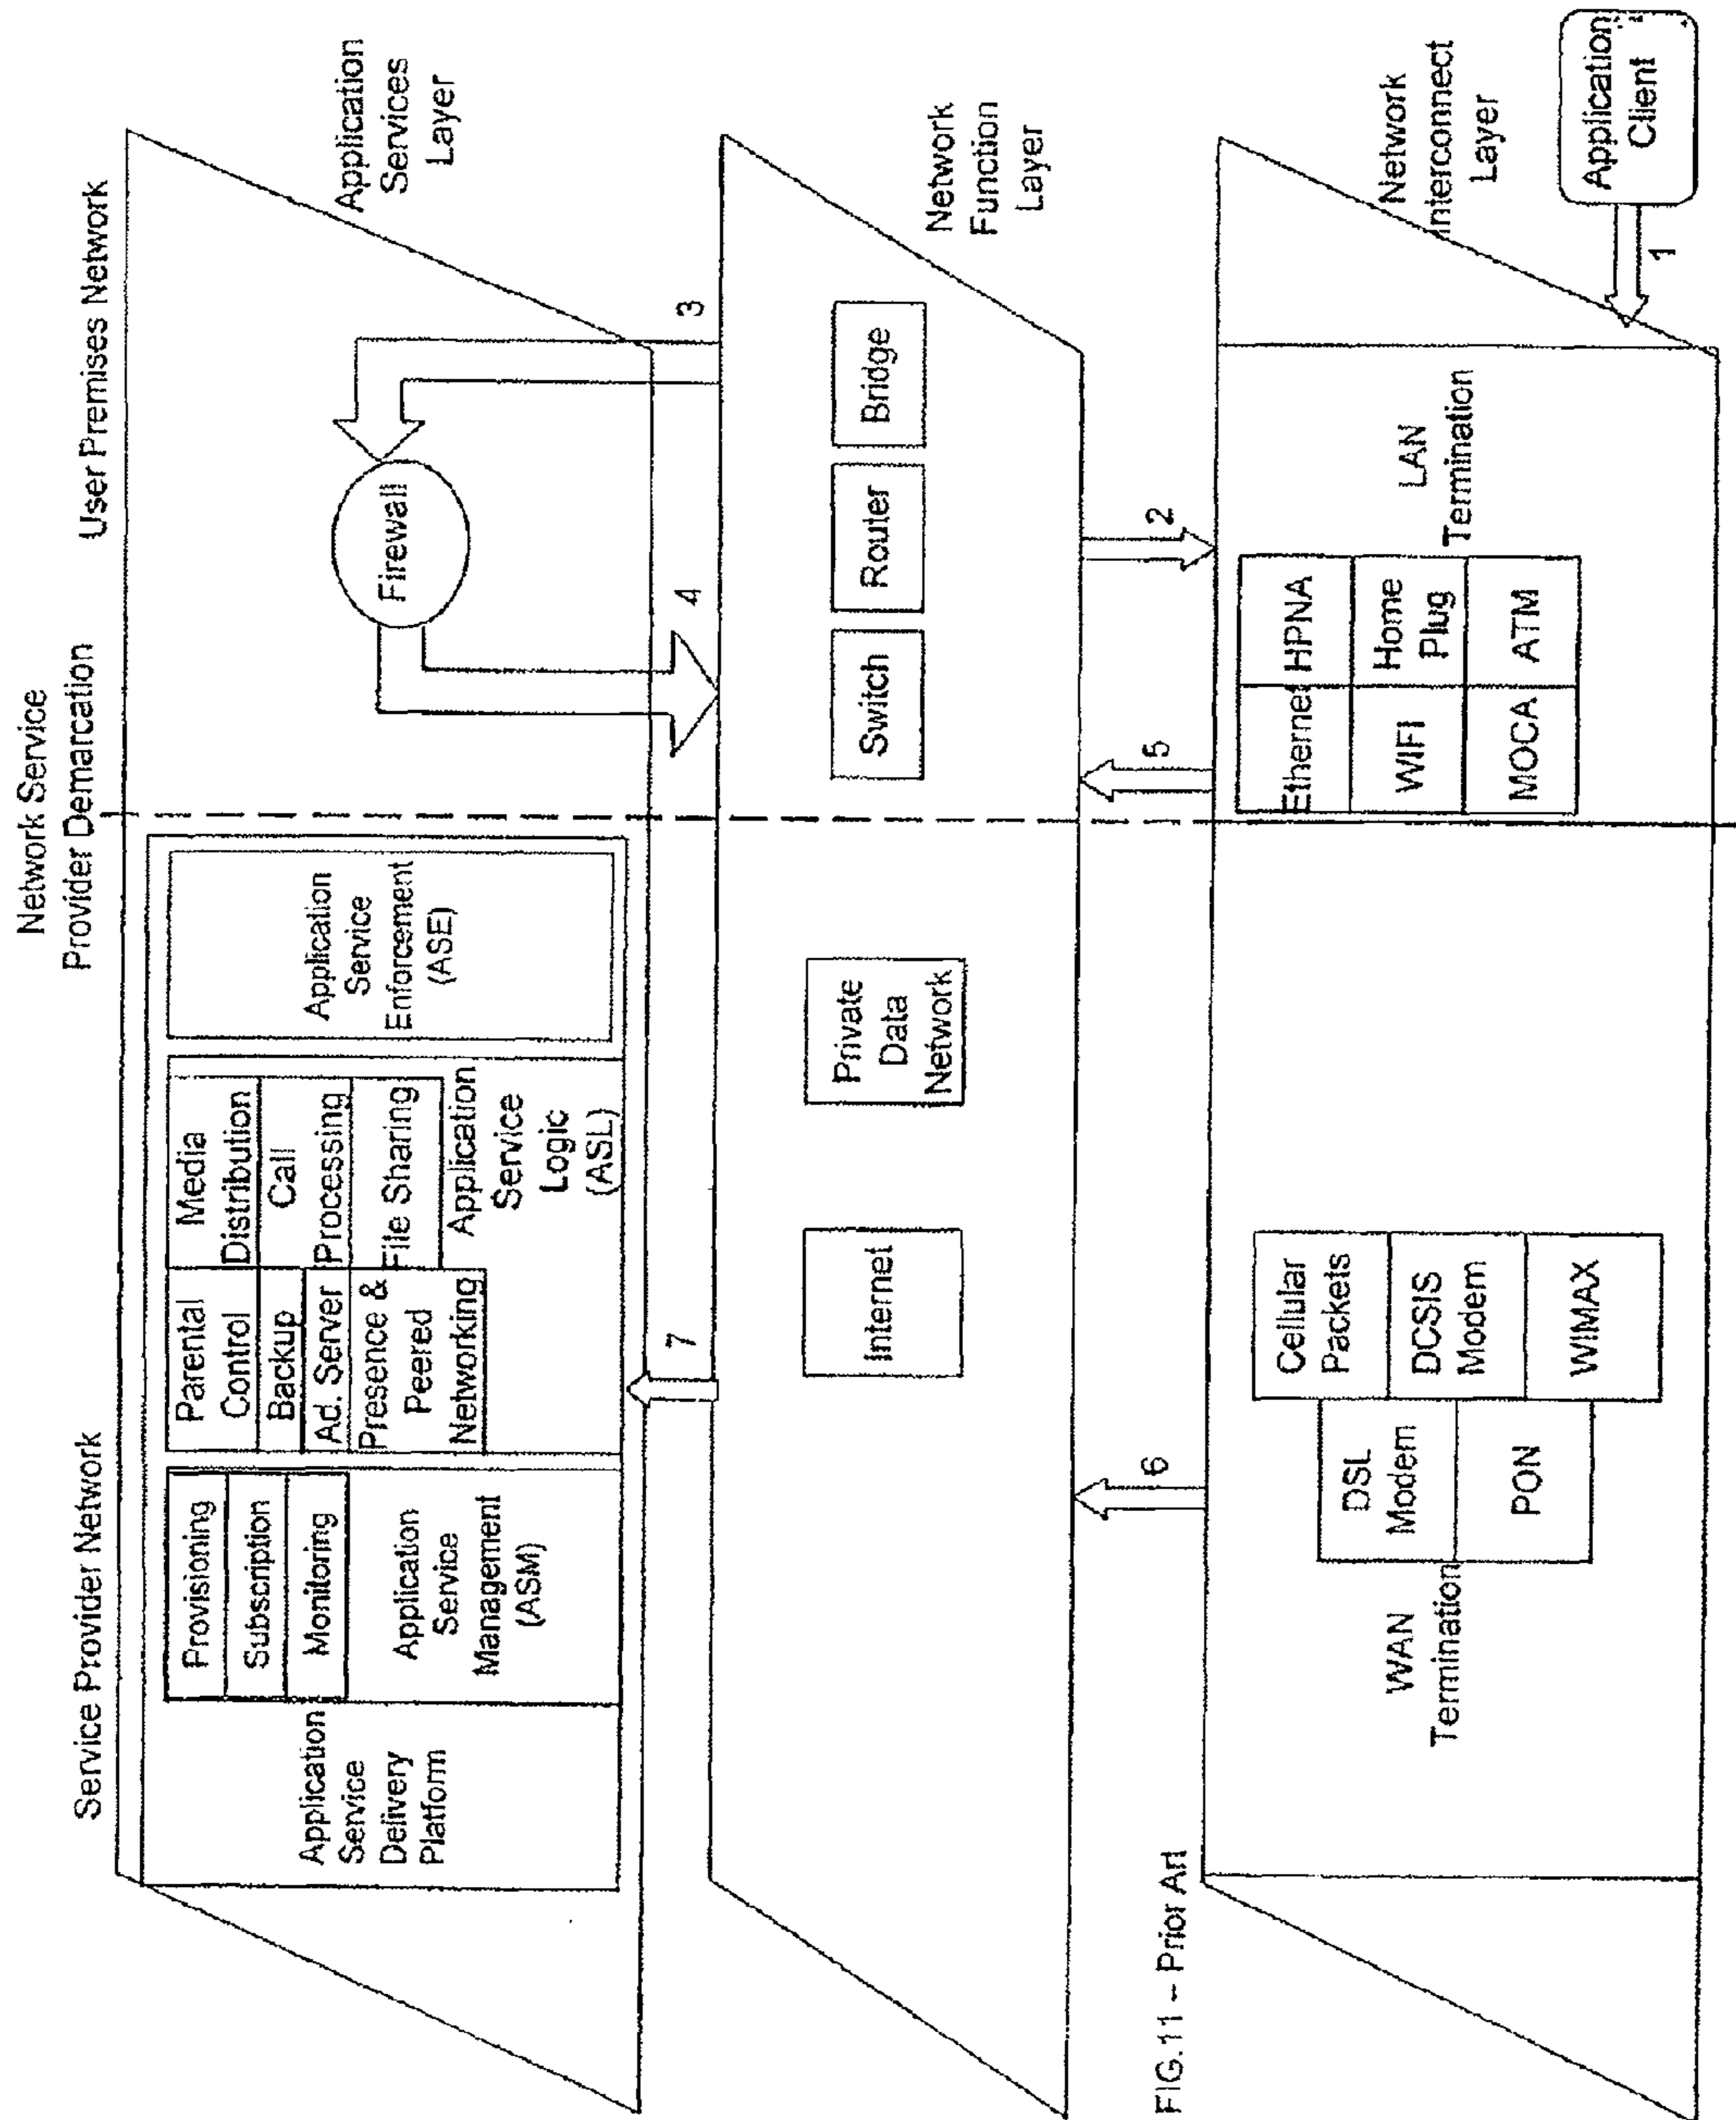 Network Service
Provider Demarcation
Service Provider Network
User Premises Network
Application
Service
Delivery
Platform
Provisioning
Subscription
Monitoring
Application
Service
Management
(ASM)
Parental
Control
Backup
Ad. Server
Presence &
Peered
Networking
Media
Distribution
Call
Processing
File Sharing
Application
Service
Logic
(ASL)
Application
Service
Enforcement
(ASE)
Firewall
Application
Services
Layer
7
4
3
Internet
Private
Data
Network
Switch
Router
Bridge
Network
Function
Layer
6
5
2
FIG.11 – Prior Art
WAN
Termination
DSL
Modem
PON
Cellular
Packets
DCSIS
Modem
WIMAX
Ethernet
HPNA
WIFI
Home
Plug
MOCA
ATM
LAN
Termination
Network
Interconnect
Layer
1
Application
Client